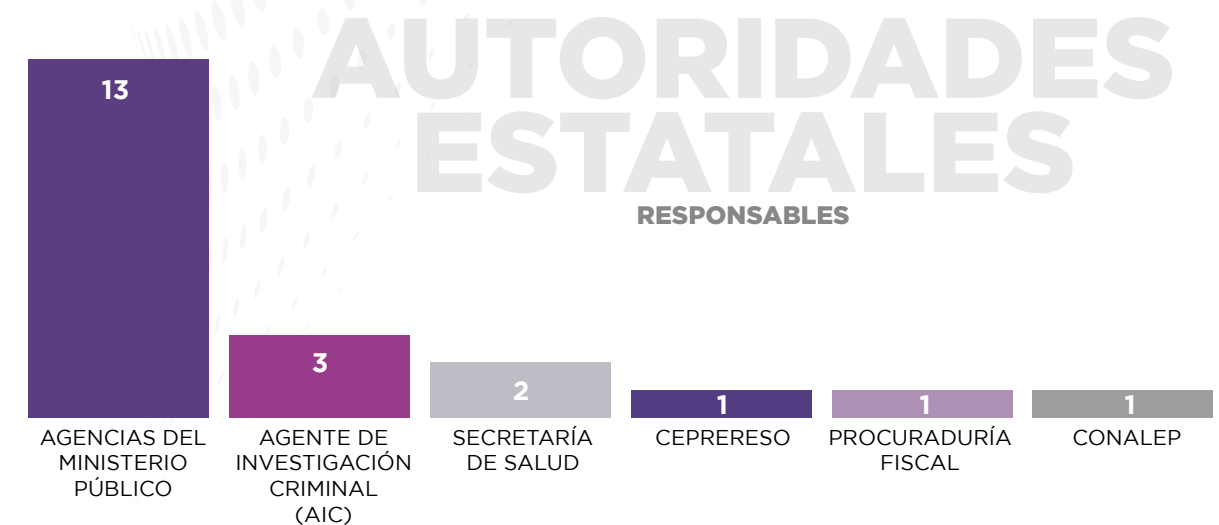 AUTORIDADES
ESTATALES
RESPONSABLES
13
3
2
1
1
1
AGENCIAS DEL
MINISTERIO
PÚBLICO
AGENTE DE
INVESTIGACIÓN
CRIMINAL
(AIC)
SECRETARÍA
DE SALUD
CEPRERESO
PROCURADURÍA
FISCAL
CONALEP